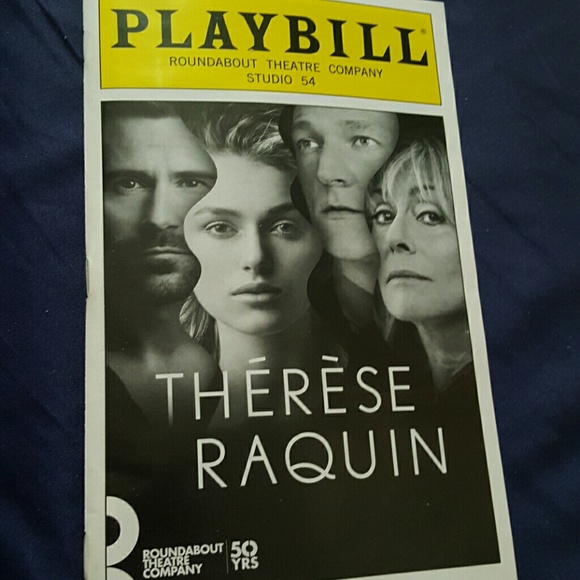 PLAYBILL®
ROUNDABOUT THEATRE COMPANY
STUDIO 54
THÉRÈSE
RAQUIN
ROUNDABOUT
THEATRE
COMPANY
50
YRS